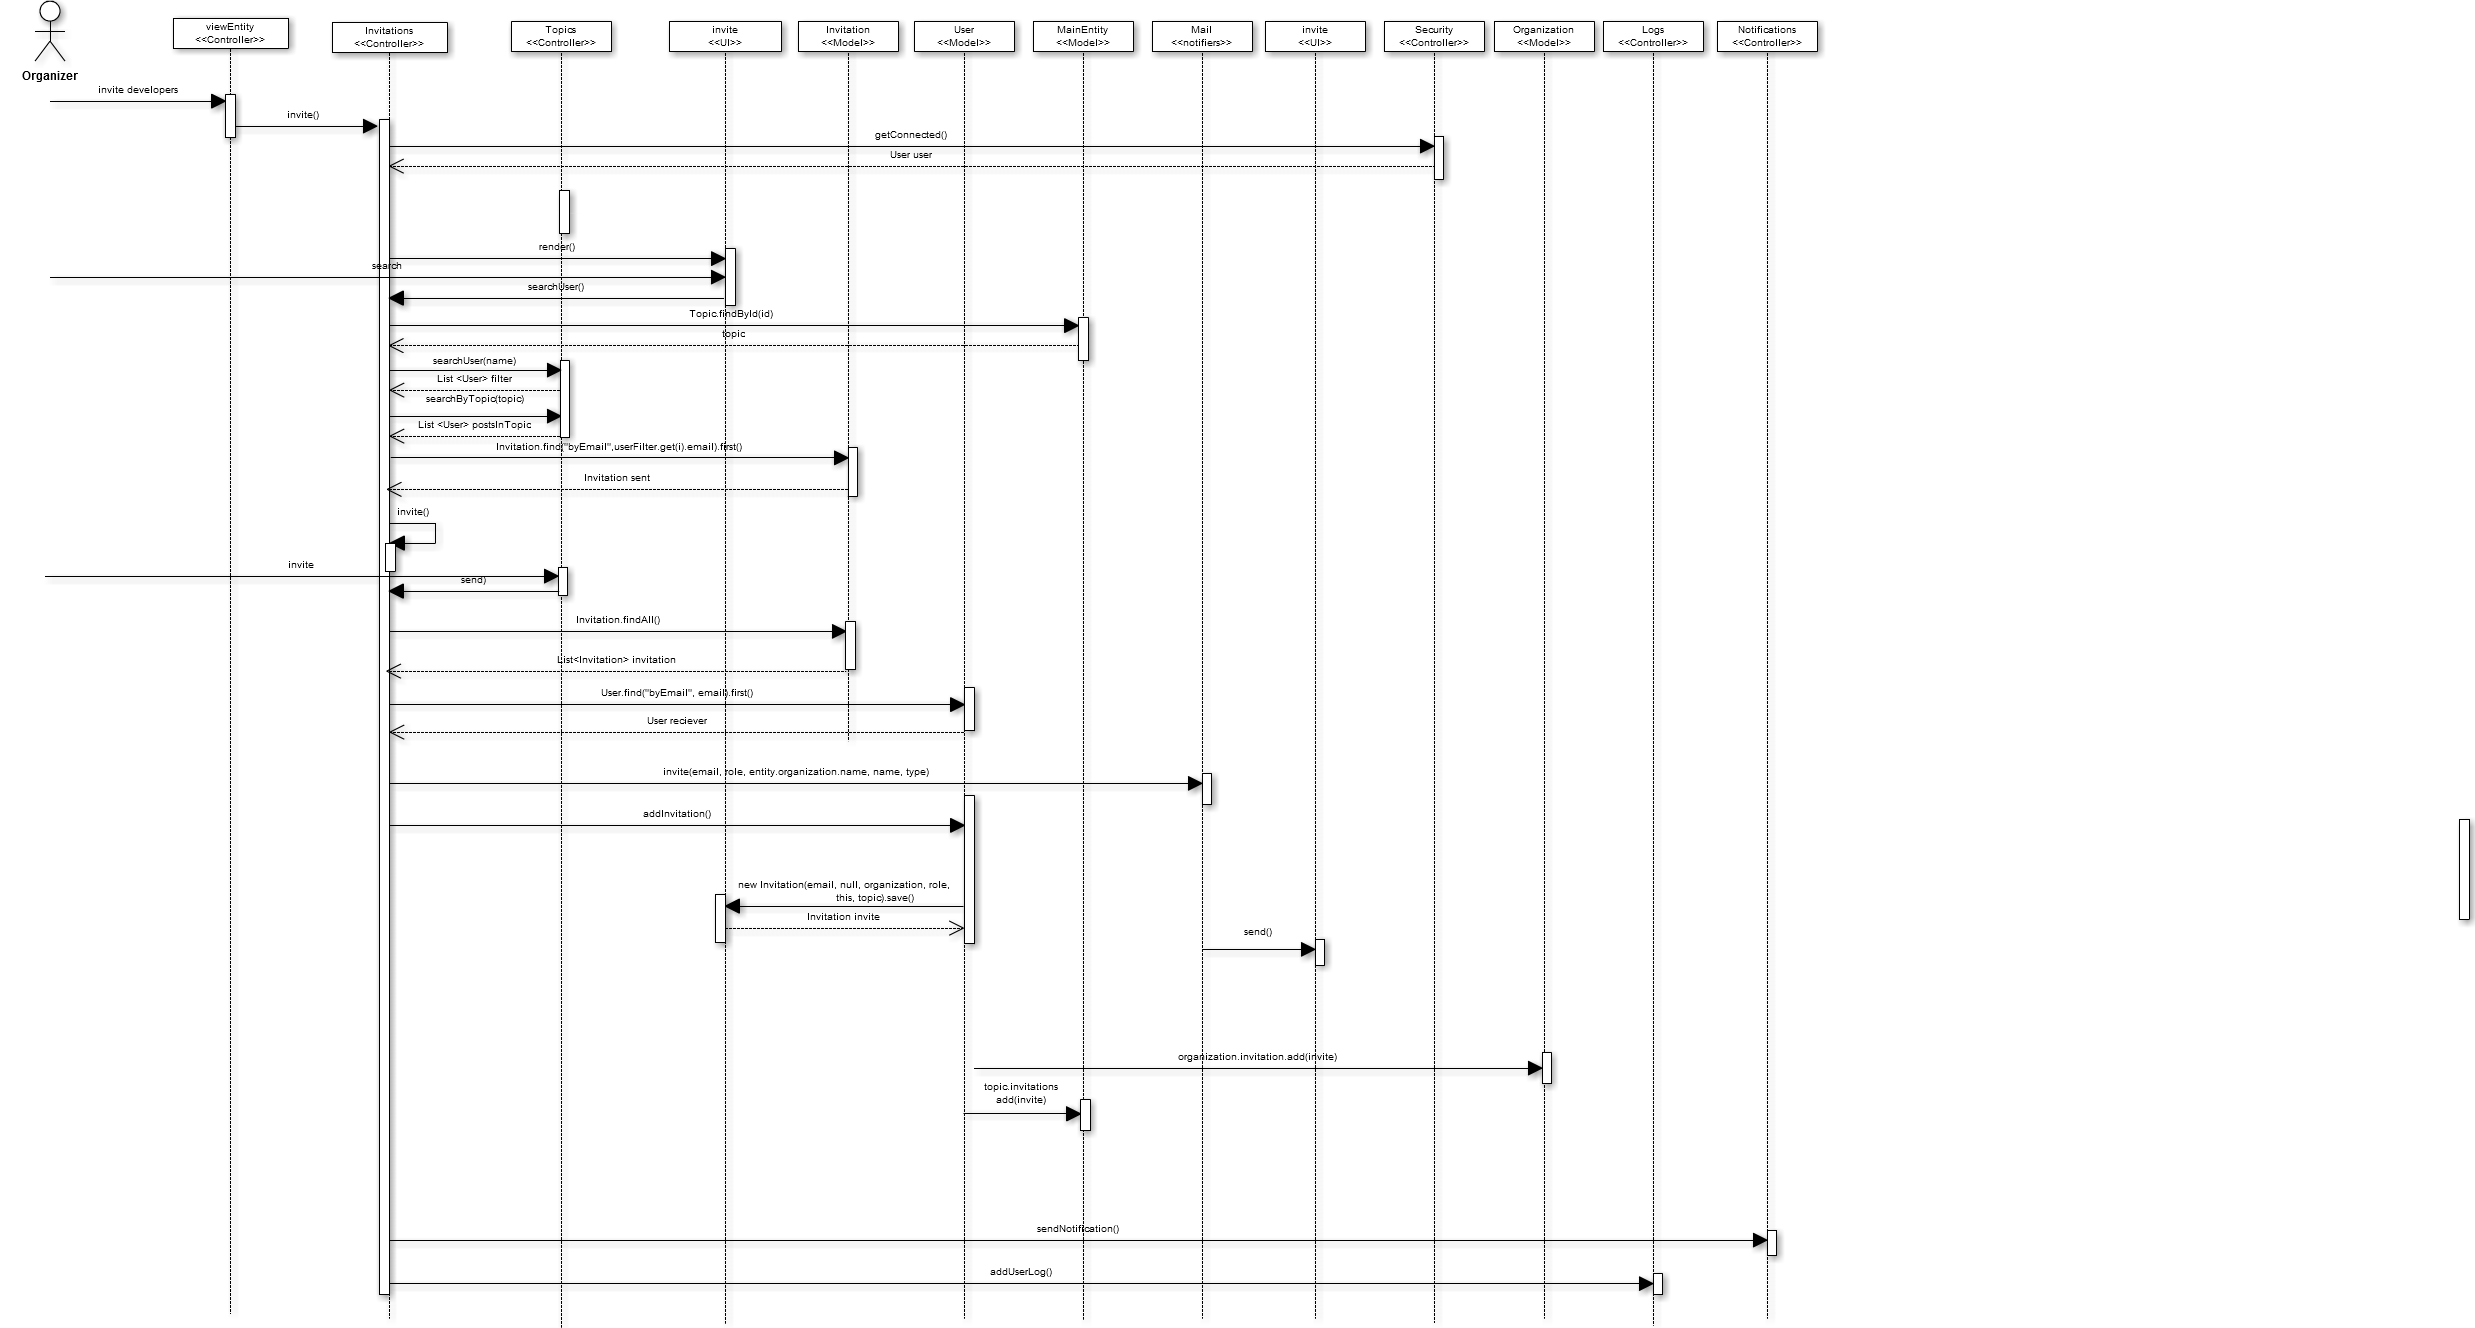 viewEntity
<<Controller>>
Invitations
<<Controller>>
Topics
<<Controller>>
invite
<<UI>>
Invitation
<<Model>>
User
<<Model>>
MainEntity
<<Model>>
Mail
<<notifiers>>
invite
<<UI>>
Security
<<Controller>>
Organization
<<Model>>
Logs
<<Controller>>
Notifications
<<Controller>>
Organizer
invite developers
invite()
getConnected()
User user
render()
search
searchUser()
Topic.findById(id)
topic
searchUser(name)
List <User> filter
searchByTopic(topic)
List <User> postsInTopic
Invitation.find("byEmail",userFilter.get(i).email).first()
Invitation sent
invite()
invite
send)
Invitation.findAll()
List<Invitation> invitation
User.find("byEmail", email).first()
User reciever
invite(email, role, entity.organization.name, name, type)
addInvitation()
new Invitation(email, null, organization, role,
this, topic).save()
Invitation invite
send()
organization.invitation.add(invite)
topic.invitations
add(invite)
sendNotification()
addUserLog()